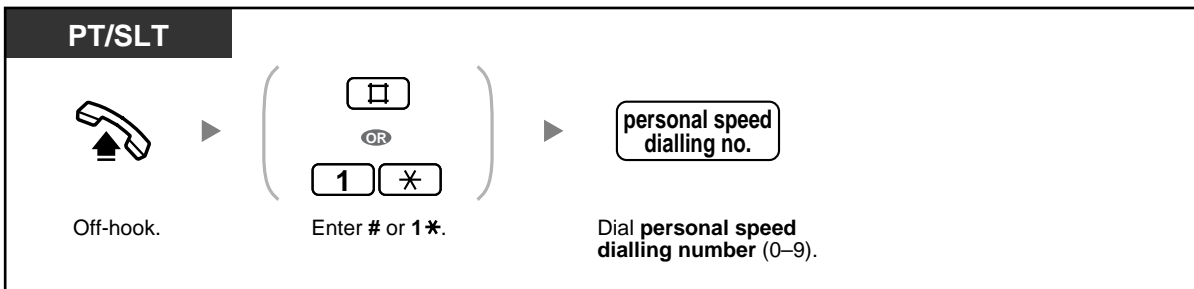 PT/SLT
#
OR
1 *
personal speed
dialling no.
Off-hook.
Enter # or 1*.
Dial personal speed
dialling number (0–9).